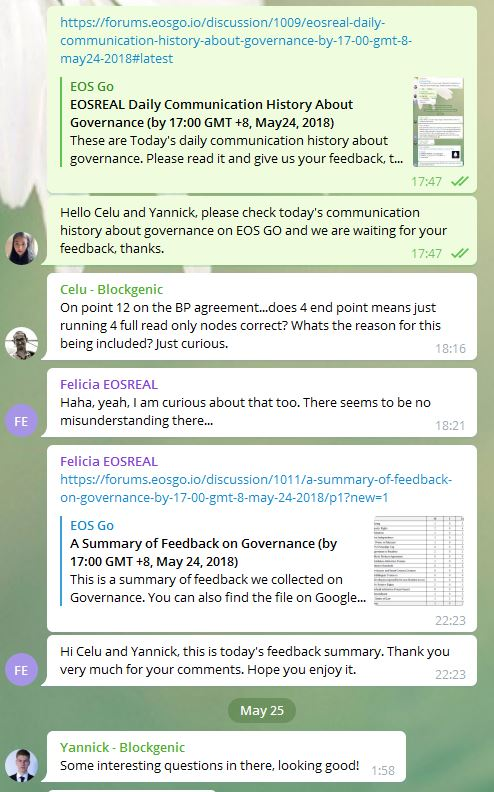 https://forums.eosgo.io/discussion/1009/eosreal-daily-
communication-history-about-governance-by-17-00-gmt-8-
may24-2018#latest
EOS Go
EOSREAL Daily Communication History About
Governance (by 17:00 GMT +8, May24, 2018)
These are Today's daily communication history about
governance. Please read it and give us your feedback, t...
17:47
Hello Celu and Yannick, please check today's communication
history about governance on EOS GO and we are waiting for your
feedback, thanks.
17:47
Celu - Blockgenic
On point 12 on the BP agreement...does 4 end point means just
running 4 full read only nodes correct? Whats the reason for this
being included? Just curious.
18:16
Felicia EOSREAL
Haha, yeah, I am curious about that too. There seems to be no
misunderstanding there...
18:21
FE
Felicia EOSREAL
https://forums.eosgo.io/discussion/1011/a-summary-of-feedback-
on-governance-by-17-00-gmt-8-may-24-2018/p1?new=1
EOS Go
A Summary of Feedback on Governance (by
17:00 GMT +8, May 24, 2018)
This is a summary of feedback we collected on
Governance. You can also find the file on Google...
22:23
Hi Celu and Yannick, this is today's feedback summary. Thank you
very much for your comments. Hope you enjoy it.
22:23
FE
May 25
Yannick - Blockgenic
Some interesting questions in there, looking good!
1:58